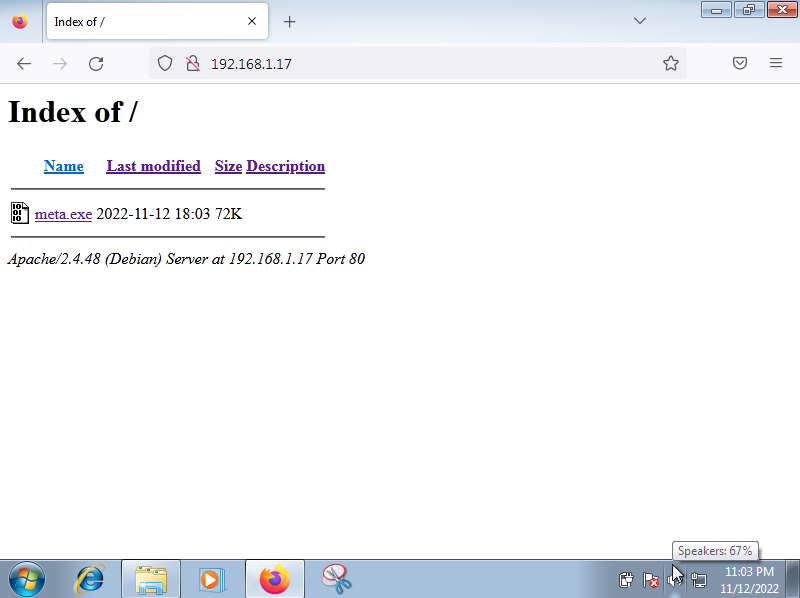 Index of /
192.168.1.17
Index of /
Name Last modified Size Description
meta.exe 2022-11-12 18:03 72K
Apache/2.4.48 (Debian) Server at 192.168.1.17 Port 80
Speakers: 67%
11:03 PM
11/12/2022